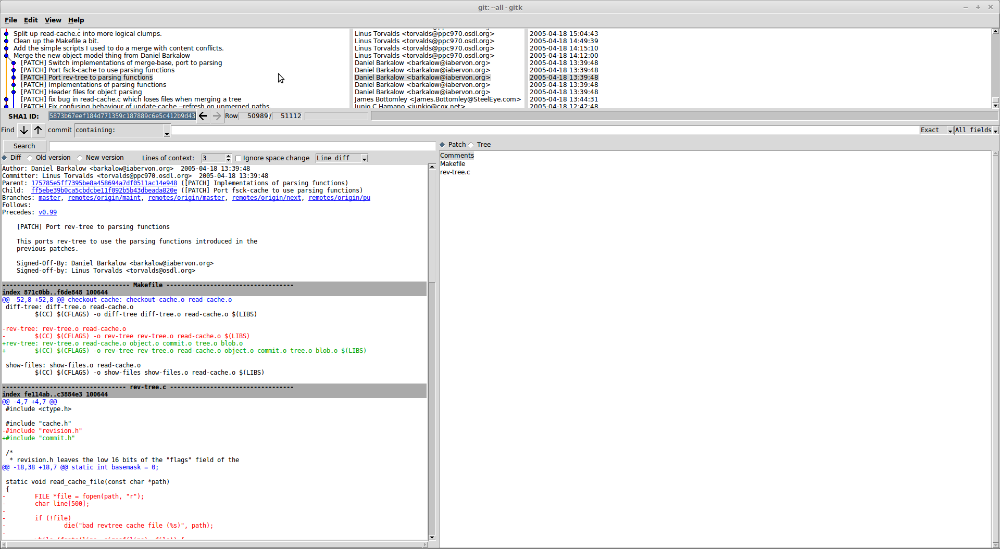 git: --all - gitk
File Edit View Help
Split up read-cache.c into more logical clumps. Linus Torvalds <torvalds@ppc970.osdl.org> 2005-04-18 15:04:43
Clean up the Makefile a bit. Linus Torvalds <torvalds@ppc970.osdl.org> 2005-04-18 14:49:39
Add the simple scripts I used to do a merge with content conflicts. Linus Torvalds <torvalds@ppc970.osdl.org> 2005-04-18 14:15:10
Merge the new object model thing from Daniel Barkalow Linus Torvalds <torvalds@ppc970.osdl.org> 2005-04-18 14:12:00
[PATCH] Switch implementations of merge-base, port to parsing Daniel Barkalow <barkalow@iabervon.org> 2005-04-18 13:39:48
[PATCH] Port fsck-cache to use parsing functions Daniel Barkalow <barkalow@iabervon.org> 2005-04-18 13:39:48
[PATCH] Port rev-tree to parsing functions Daniel Barkalow <barkalow@iabervon.org> 2005-04-18 13:39:48
[PATCH] Implementations of parsing functions Daniel Barkalow <barkalow@iabervon.org> 2005-04-18 13:39:48
[PATCH] Header files for object parsing Daniel Barkalow <barkalow@iabervon.org> 2005-04-18 13:39:48
[PATCH] fix bug in read-cache.c which loses files when merging a tree James Bottomley <James.Bottomley@SteelEye.com> 2005-04-18 13:44:31
[PATCH] Fix confusing behaviour of update-cache --refresh on unmerged paths. Junio C Hamano <junkio@cox.net> 2005-04-18 12:42:48
SHA1 ID: 5873b67eef184d771359c187889c6e5c412b9d43 Row 50989 / 51112
Find commit containing: Exact All fields
Search
Patch Tree
Diff Old version New version Lines of context: 3 Ignore space change Line diff
Comments
Makefile
rev-tree.c
Author: Daniel Barkalow <barkalow@iabervon.org>  2005-04-18 13:39:48
Committer: Linus Torvalds <torvalds@ppc970.osdl.org>  2005-04-18 13:39:48
Parent: 175785e5ff7395be8a458694a7df0511ac14e948 ([PATCH] Implementations of parsing functions)
Child:  ff5ebe39b0ca5cbdcbe11f092b5b43dbeada820e ([PATCH] Port fsck-cache to use parsing functions)
Branches: master, remotes/origin/maint, remotes/origin/master, remotes/origin/next, remotes/origin/pu
Follows:
Precedes: v0.99
[PATCH] Port rev-tree to parsing functions
This ports rev-tree to use the parsing functions introduced in the
previous patches.
Signed-Off-By: Daniel Barkalow <barkalow@iabervon.org>
Signed-off-by: Linus Torvalds <torvalds@osdl.org>
----------------------------------- Makefile -----------------------------------
index 871c0bb..f6de848 100644
@@ -52,8 +52,8 @@ checkout-cache: checkout-cache.o read-cache.o
diff-tree: diff-tree.o read-cache.o
$(CC) $(CFLAGS) -o diff-tree diff-tree.o read-cache.o $(LIBS)
-rev-tree: rev-tree.o read-cache.o
-        $(CC) $(CFLAGS) -o rev-tree rev-tree.o read-cache.o $(LIBS)
+rev-tree: rev-tree.o read-cache.o object.o commit.o tree.o blob.o
+        $(CC) $(CFLAGS) -o rev-tree rev-tree.o read-cache.o object.o commit.o tree.o blob.o $(LIBS)
show-files: show-files.o read-cache.o
$(CC) $(CFLAGS) -o show-files show-files.o read-cache.o $(LIBS)
---------------------------------- rev-tree.c ----------------------------------
index fe114ab..c3884e3 100644
@@ -4,7 +4,7 @@
#include <ctype.h>
#include "cache.h"
-#include "revision.h"
+#include "commit.h"
/*
* revision.h leaves the low 16 bits of the "flags" field of the
@@ -18,38 +18,7 @@ static int basemask = 0;
static void read_cache_file(const char *path)
{
-        FILE *file = fopen(path, "r");
-        char line[500];
-
-        if (!file)
-                die("bad revtree cache file (%s)", path);
-
while (fgets(line, sizeof(line), file)) {